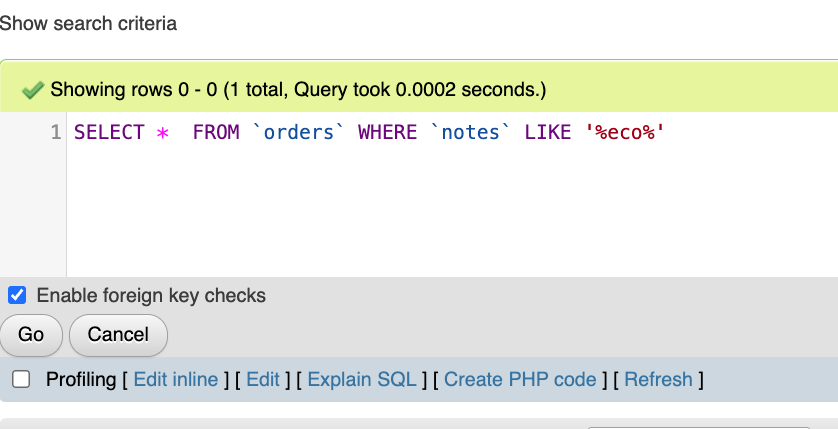 Show search criteria
Showing rows 0 - 0 (1 total, Query took 0.0002 seconds.)
1 SELECT *  FROM `orders` WHERE `notes` LIKE '%eco%'
Enable foreign key checks
Go Cancel
Profiling [ Edit inline ] [ Edit ] [ Explain SQL ] [ Create PHP code ] [ Refresh ]